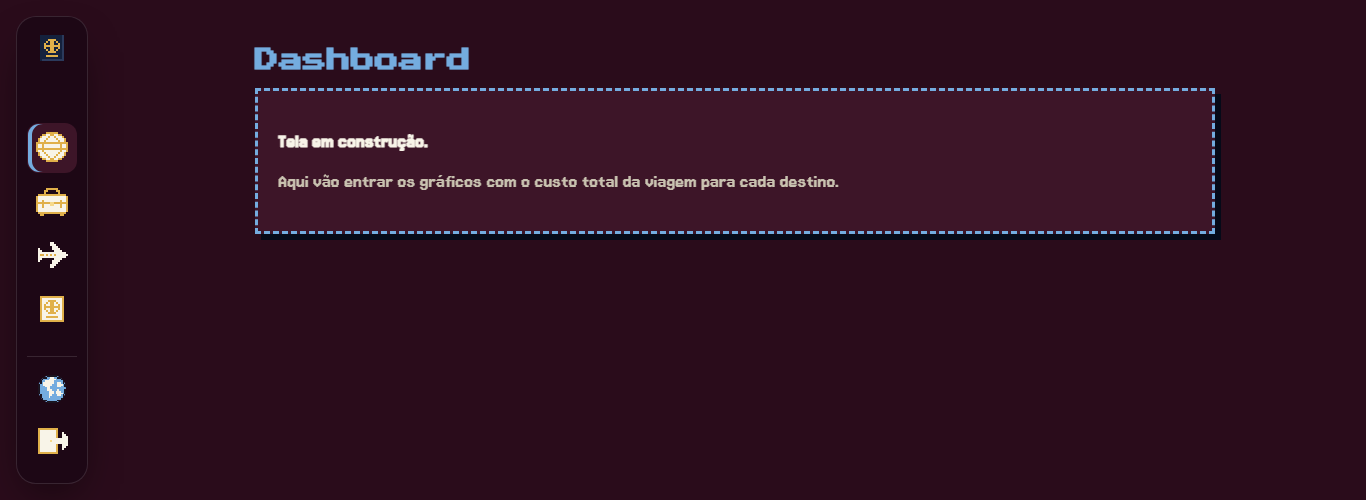 Dashboard
Tela em construção.
Aqui vão entrar os gráficos com o custo total da viagem para cada destino.